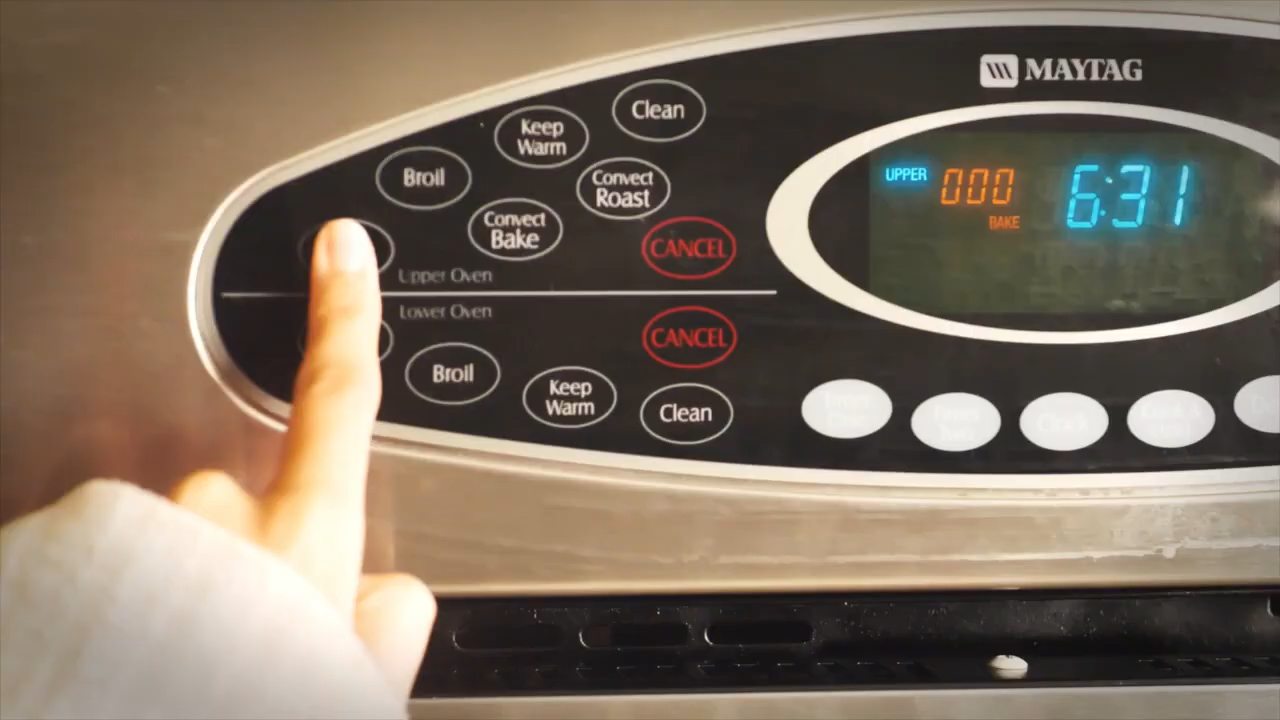 MAYTAG
Clean
Keep
Warm
Broil
Convect
Roast
Convect
Bake
CANCEL
Upper Oven
UPPER
000
BAKE
6:31
Lower Oven
CANCEL
Broil
Keep
Warm
Clean
Clock